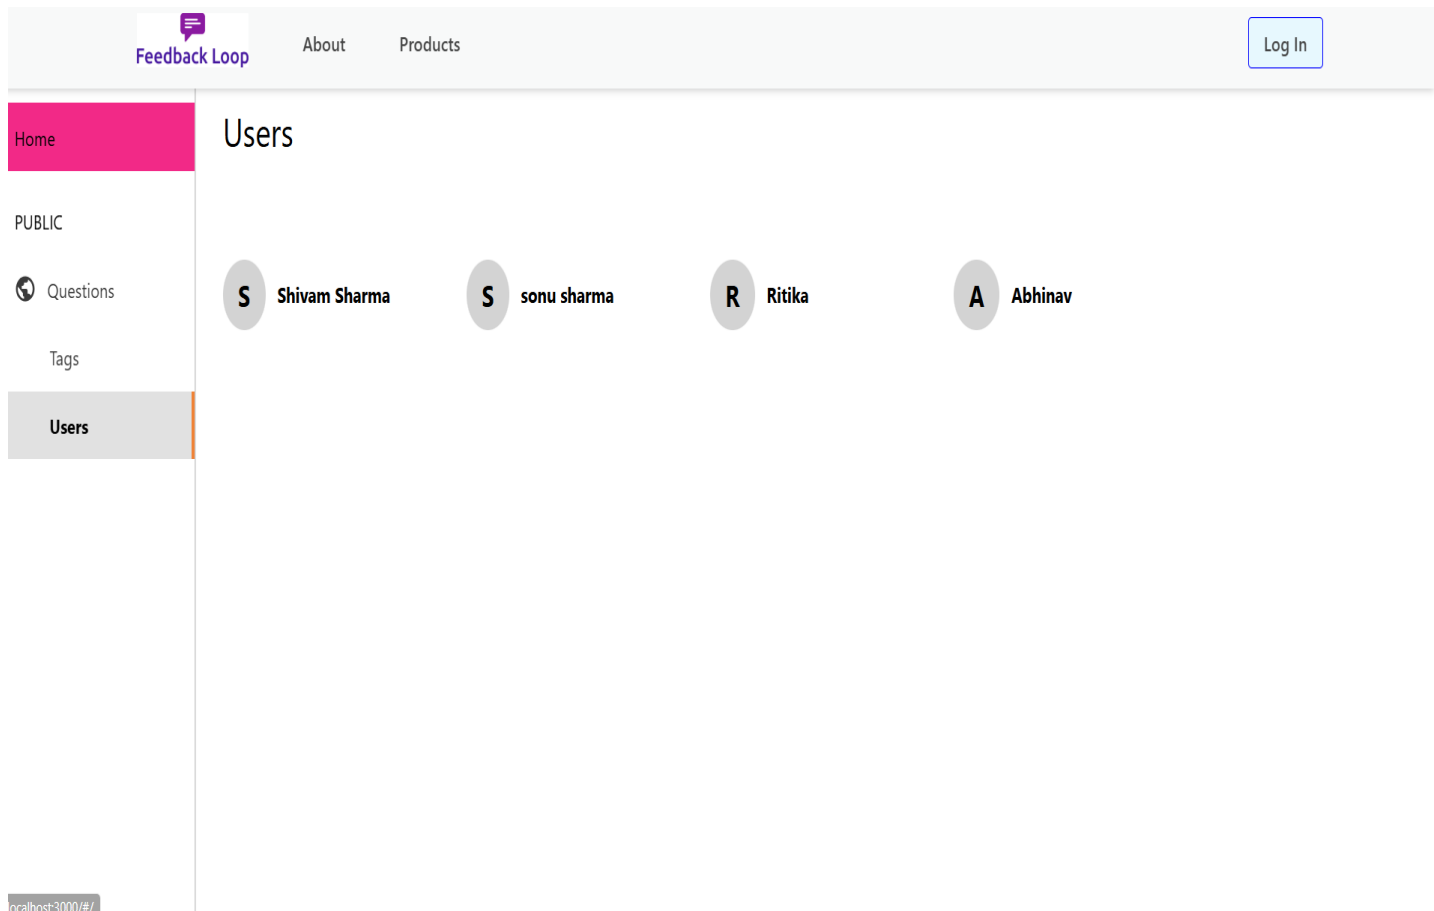 Feedback Loop
About
Products
Log In
Home
PUBLIC
Questions
Tags
Users
Users
S Shivam Sharma
S sonu sharma
R Ritika
A Abhinav
localhost:3000/#/